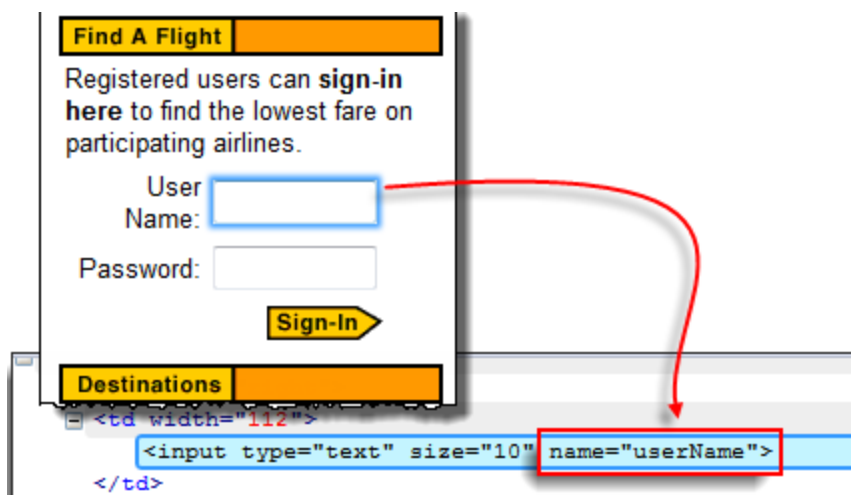 Find A Flight
Registered users can sign-in
here to find the lowest fare on
participating airlines.
User
Name:
Password:
Sign-In
Destinations
<td width="112">
<input type="text" size="10" name="userName">
</td>